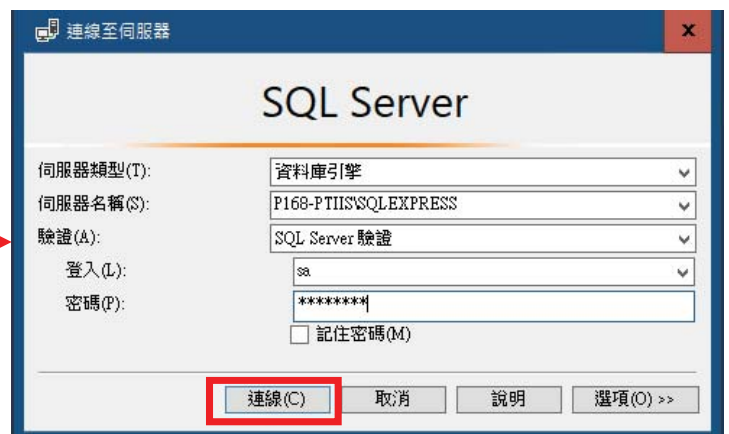 連線至伺服器 x
SQL Server
伺服器類型(T): 資料庫引擎
伺服器名稱(S): P168-PTIIS\SQLEXPRESS
驗證(A): SQL Server 驗證
登入(L): sa
密碼(P): ********
記住密碼(M)
連線(C) 取消 說明 選項(O) >>